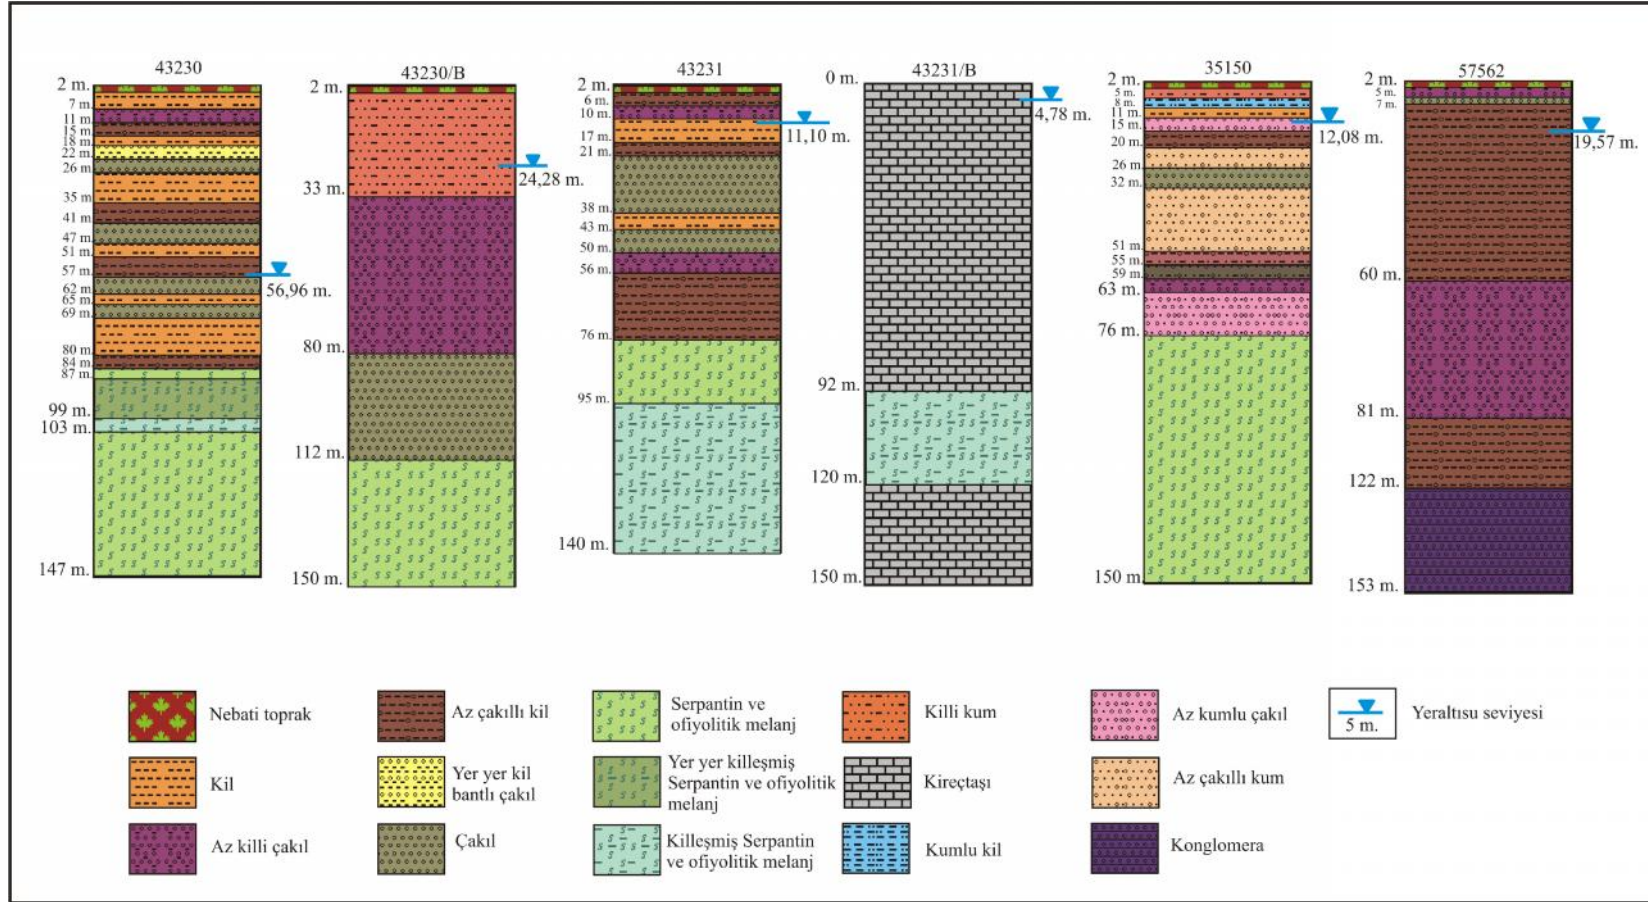 43230
2 m.
7 m.
11 m.
15 m.
18 m.
22 m.
26 m.
35 m.
41 m.
47 m.
51 m.
57 m.
62 m.
65 m.
69 m.
80 m.
84 m.
87 m.
99 m.
103 m.
147 m.
56,96 m.
43230/B
2 m.
33 m.
80 m.
112 m.
150 m.
24,28 m.
43231
2 m.
6 m.
10 m.
17 m.
21 m.
38 m.
43 m.
50 m.
56 m.
76 m.
95 m.
140 m.
11,10 m.
43231/B
0 m.
92 m.
120 m.
150 m.
4,78 m.
35150
2 m.
5 m.
8 m.
11 m.
15 m.
20 m.
26 m.
32 m.
51 m.
55 m.
59 m.
63 m.
76 m.
150 m.
12,08 m.
57562
2 m.
5 m.
7 m.
60 m.
81 m.
122 m.
153 m.
19,57 m.
Nebati toprak
Kil
Az killi çakıl
Az çakıllı kil
Yer yer kil
bantlı çakıl
Çakıl
Serpantin ve
ofiyolitik melanj
Yer yer killeşmiş
Serpantin ve ofiyolitik
melanj
Killeşmiş Serpantin
ve ofiyolitik melanj
Killi kum
Kireçtaşı
Kumlu kil
Az kumlu çakıl
Az çakıllı kum
Konglomera
5 m.
Yeraltısu seviyesi